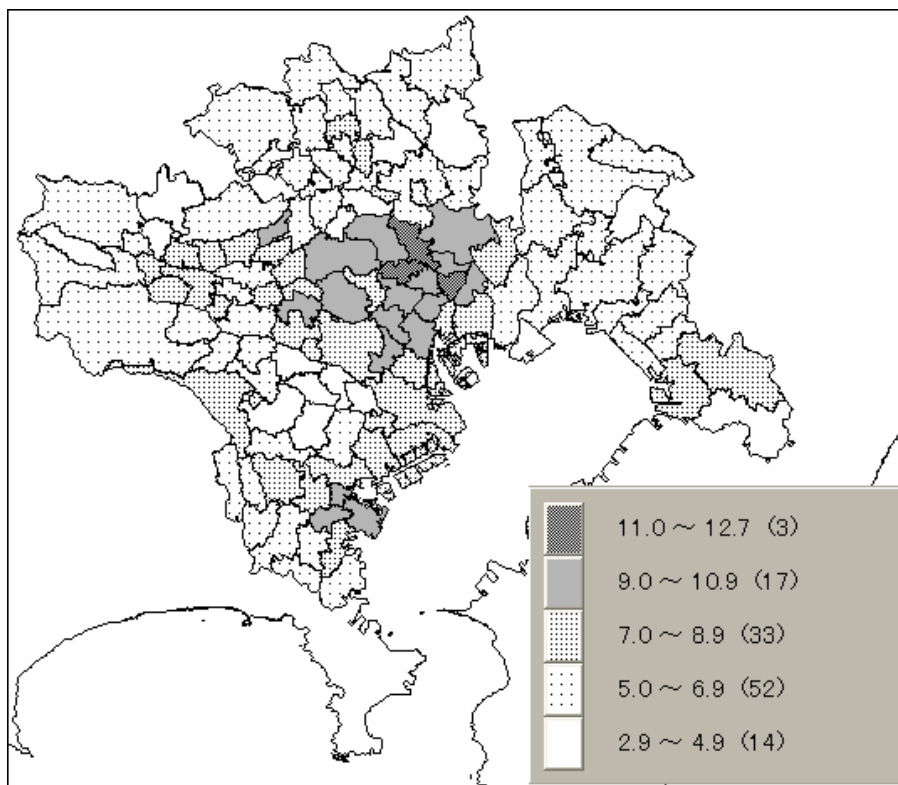 11.0 ~ 12.7 (3)
9.0 ~ 10.9 (17)
7.0 ~ 8.9 (33)
5.0 ~ 6.9 (52)
2.9 ~ 4.9 (14)